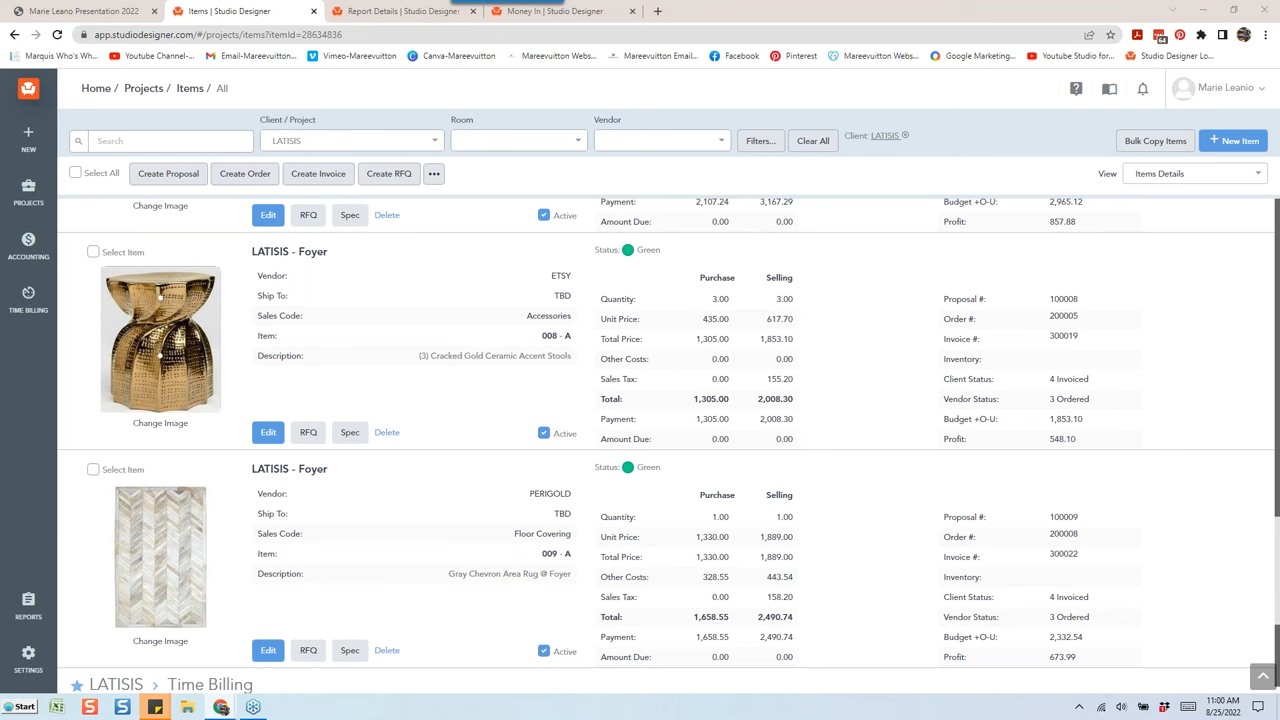 Marie Leano Presentation 2022
Items | Studio Designer
Report Details | Studio Designer
Money In | Studio Designer
app.studiodesigner.com/#/projects/items?itemId=28634836
Marquis Who's Who...
Youtube Channel-...
Email-Mareevuitton...
Vimeo-Mareevuitton
Canva-Mareevuitton
Mareevuitton Webs...
Mareevuitton Email...
Facebook
Pinterest
Mareevuitton Webs...
Google Marketing...
Youtube Studio for...
Studio Designer Lo...
Home / Projects / Items / All
Marie Leanio
NEW
PROJECTS
ACCOUNTING
TIME BILLING
REPORTS
SETTINGS
Client / Project
Room
Vendor
Search
LATISIS
Filters...
Clear All
Client: LATISIS
Bulk Copy Items
New Item
Select All
Create Proposal
Create Order
Create Invoice
Create RFQ
View
Items Details
Change Image
Edit
RFQ
Spec
Delete
Active
Payment: 2,107.24 3,167.29
Amount Due: 0.00 0.00
Budget +O-U: 2,965.12
Profit: 857.88
Select Item
LATISIS - Foyer
Vendor: ETSY
Ship To: TBD
Sales Code: Accessories
Item: 008 - A
Description: (3) Cracked Gold Ceramic Accent Stools
Change Image
Edit
RFQ
Spec
Delete
Active
Status: Green
Purchase Selling
Quantity: 3.00 3.00
Unit Price: 435.00 617.70
Total Price: 1,305.00 1,853.10
Other Costs: 0.00 0.00
Sales Tax: 0.00 155.20
Total: 1,305.00 2,008.30
Payment: 1,305.00 2,008.30
Amount Due: 0.00 0.00
Proposal #: 100008
Order #: 200005
Invoice #: 300019
Inventory:
Client Status: 4 Invoiced
Vendor Status: 3 Ordered
Budget +O-U: 1,853.10
Profit: 548.10
Select Item
LATISIS - Foyer
Vendor: PERIGOLD
Ship To: TBD
Sales Code: Floor Covering
Item: 009 - A
Description: Gray Chevron Area Rug @ Foyer
Change Image
Edit
RFQ
Spec
Delete
Active
Status: Green
Purchase Selling
Quantity: 1.00 1.00
Unit Price: 1,330.00 1,889.00
Total Price: 1,330.00 1,889.00
Other Costs: 328.55 443.54
Sales Tax: 0.00 158.20
Total: 1,658.55 2,490.74
Payment: 1,658.55 2,490.74
Amount Due: 0.00 0.00
Proposal #: 100009
Order #: 200008
Invoice #: 300022
Inventory:
Client Status: 4 Invoiced
Vendor Status: 3 Ordered
Budget +O-U: 2,332.54
Profit: 673.99
LATISIS > Time Billing
Start
11:00 AM
8/25/2022